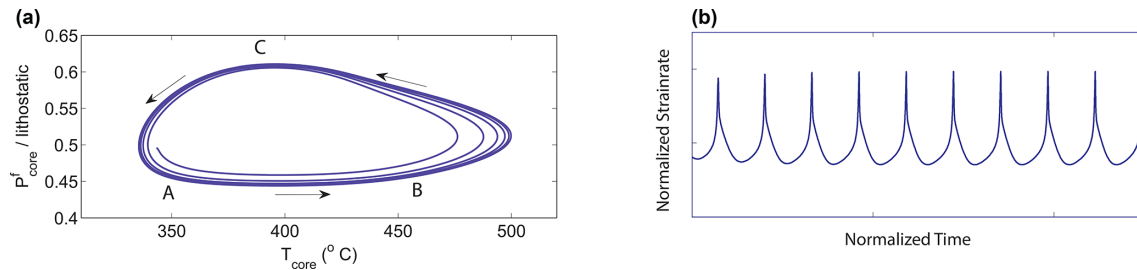 (a)
0.65
0.6
0.55
0.5
0.45
0.4
P^f_core / lithostatic
C
A
B
350
400
450
500
T_core (° C)
(b)
Normalized Strainrate
Normalized Time